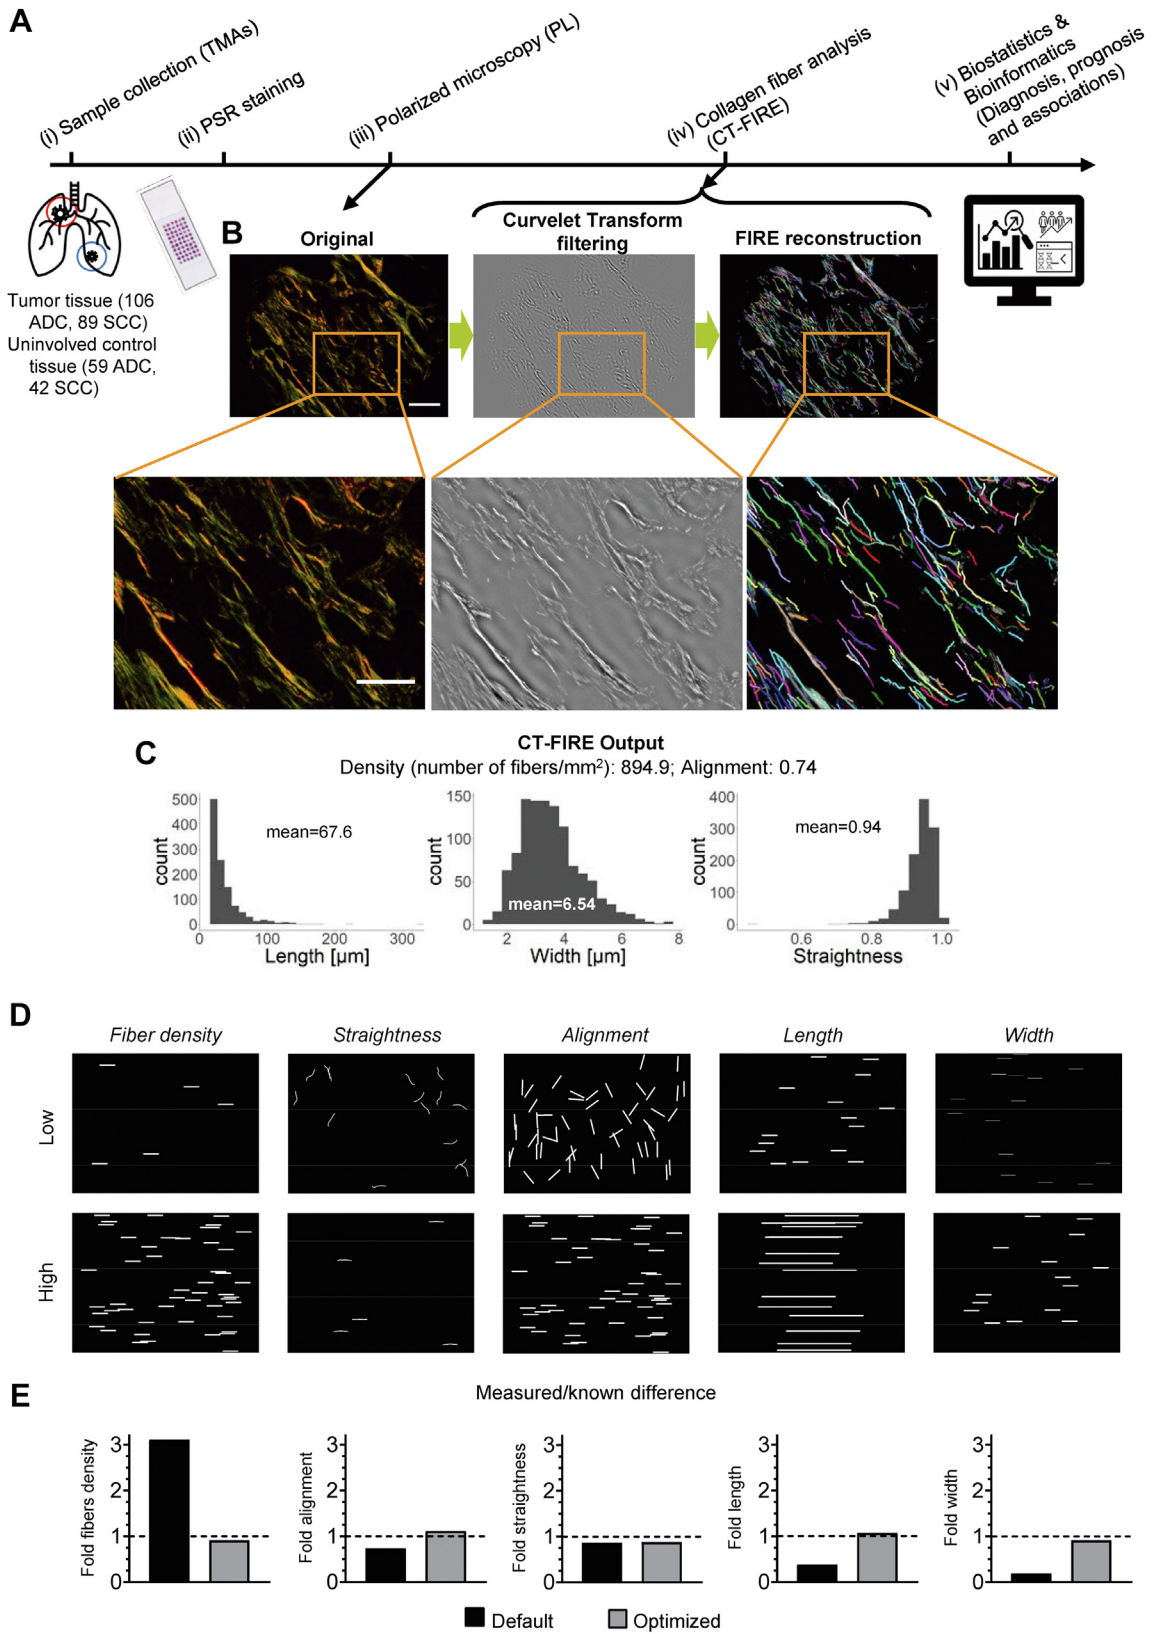 A
(i) Sample collection (TMAs)
(ii) PSR staining
(iii) Polarized microscopy (PL)
(iv) Collagen fiber analysis
(CT-FIRE)
(v) Biostatistics &
Bioinformatics
(Diagnosis, prognosis
and associations)
Tumor tissue (106
ADC, 89 SCC)
Uninvolved control
tissue (59 ADC,
42 SCC)
B
Original
Curvelet Transform
filtering
FIRE reconstruction
C
CT-FIRE Output
Density (number of fibers/mm²): 894.9; Alignment: 0.74
count
500
400
300
200
100
0
mean=67.6
0 100 200 300
Length [µm]
count
150
100
50
0
mean=6.54
2 4 6 8
Width [µm]
count
400
300
200
100
0
mean=0.94
0.6 0.8 1.0
Straightness
D
Fiber density Straightness Alignment Length Width
Low
High
E
Measured/known difference
Fold fibers density
3
2
1
0
Fold alignment
3
2
1
0
Fold straightness
3
2
1
0
Fold length
3
2
1
0
Fold width
3
2
1
0
Default Optimized